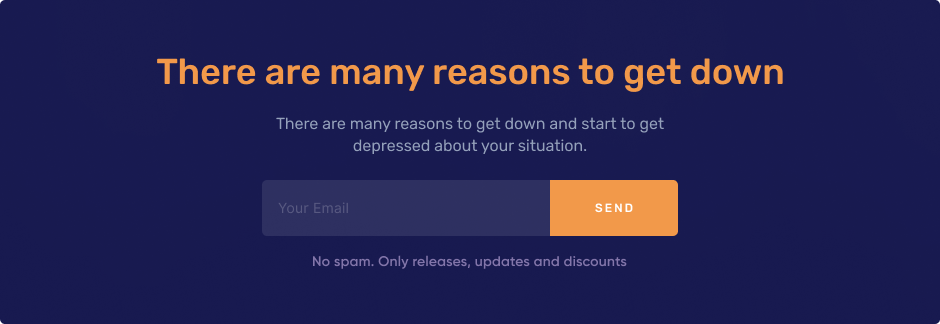 There are many reasons to get down
There are many reasons to get down and start to get
depressed about your situation.
Your Email
SEND
No spam. Only releases, updates and discounts